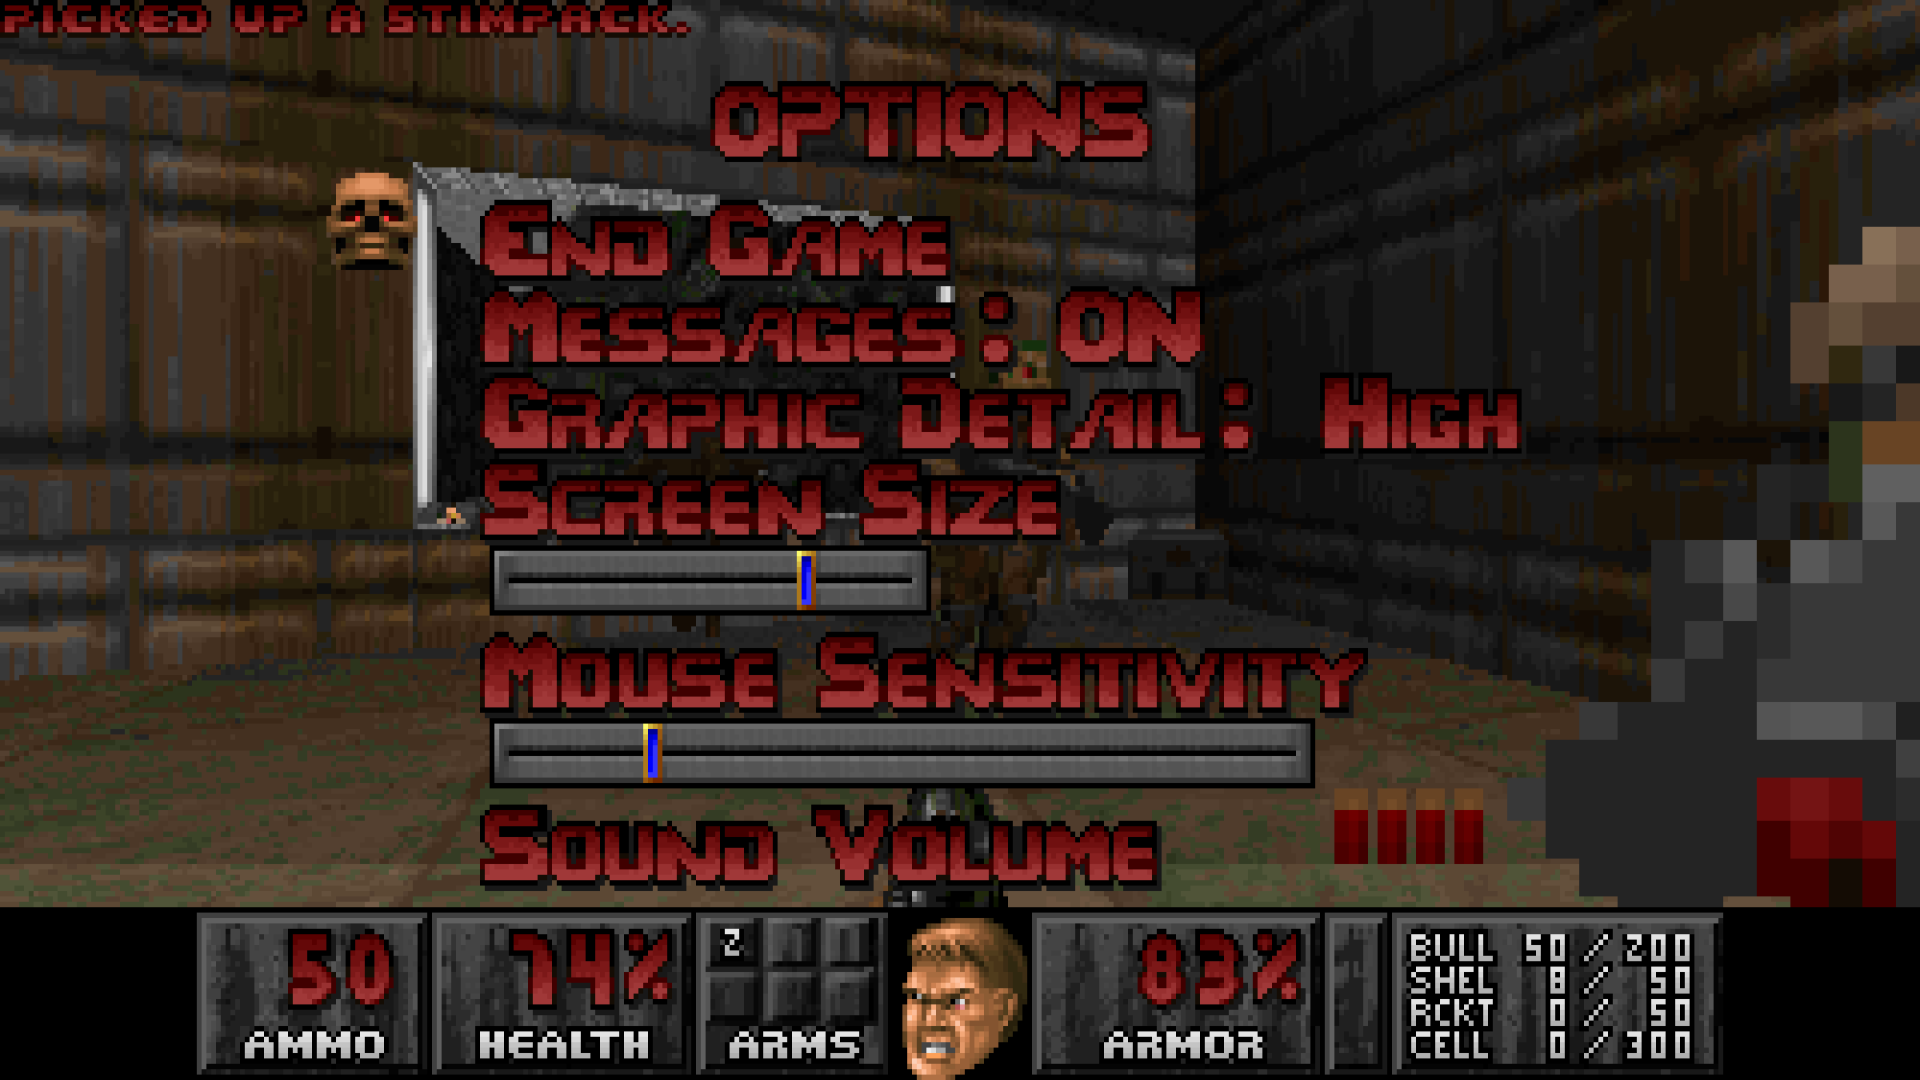 PICKED UP A STIMPACK.
OPTIONS
END GAME
MESSAGES: ON
GRAPHIC DETAIL: HIGH
SCREEN SIZE
MOUSE SENSITIVITY
SOUND VOLUME
50 74% 2 83%
AMMO HEALTH ARMS ARMOR
BULL 50 / 200
SHEL 8 / 50
RCKT 0 / 50
CELL 0 / 300